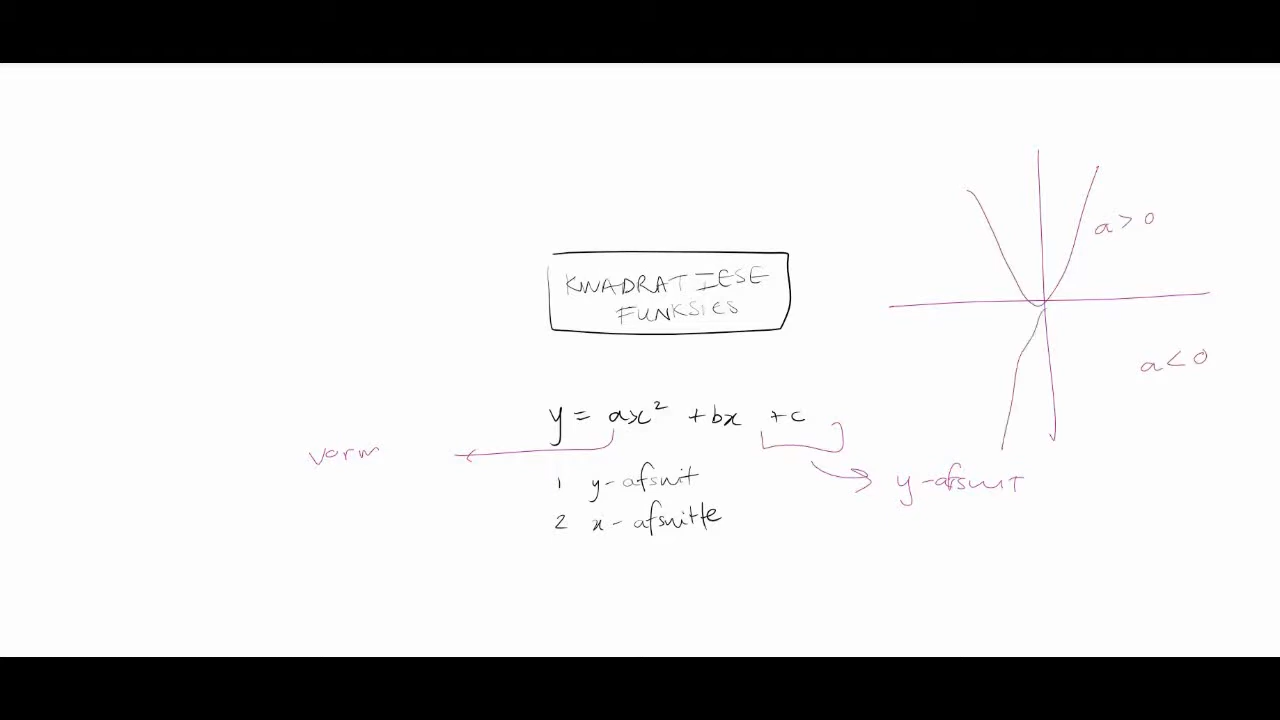 KWADRATIESE
FUNKSIES
a > 0
a < 0
y = ax² + bx + c
vorm
1 y-afsnit
y-afsnit
2 x-afsnitte